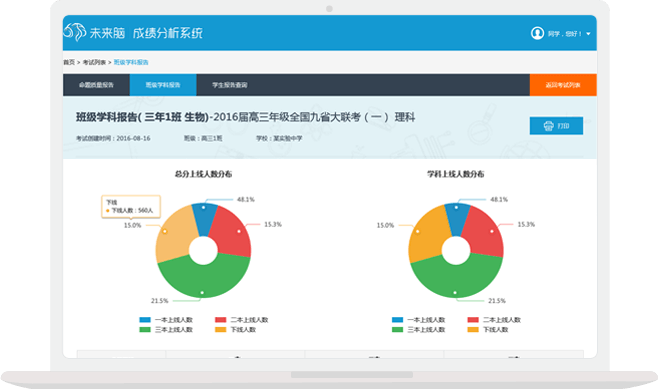 未来脑 成绩分析系统
同学，您好！
首页 > 考试列表 > 班级学科报告
命题质量报告 班级学科报告 学生报告查询 返回考试列表
班级学科报告( 三年1班 生物)-2016届高三年级全国九省大联考（一） 理科
打印
考试创建时间：2016-08-16 班级：高三1班 学校：某实验中学
总分上线人数分布
下线
下线人数：560人
48.1%
15.3%
15.0%
21.5%
一本上线人数 二本上线人数
三本上线人数 下线人数
学科上线人数分布
48.1%
15.3%
15.0%
21.5%
一本上线人数 二本上线人数
三本上线人数 下线人数